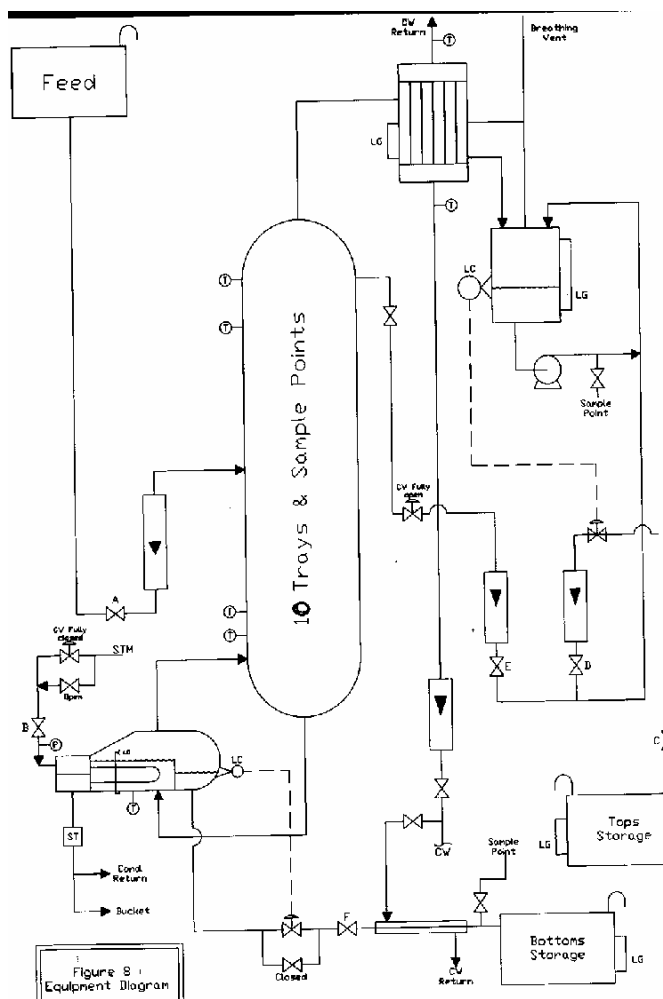 CW
Return
T
Breathing
Vent
Feed
LG
T
LC
LG
T
T
10 Trays & Sample Points
Sample
Point
CV Fully
open
A
T
T
CV Fully
closed
STM
Open
B
P
E
D
LG
LC
T
C
ST
Cond
Return
Bucket
CW
Sample
Point
Tops
Storage
LG
F
Closed
CW
Return
Bottoms
Storage
LG
Figure 8 :
Equipment Diagram